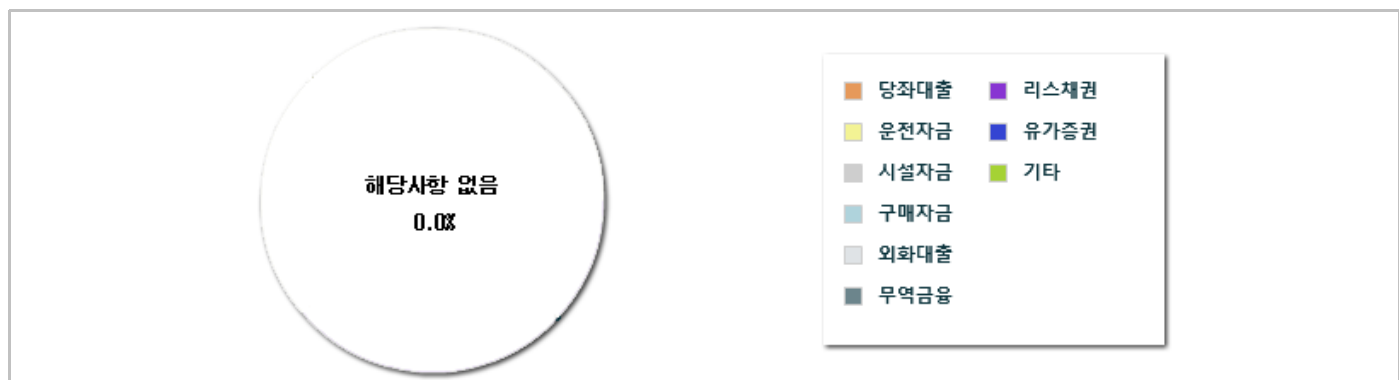 해당사항 없음
0.0%
당좌대출
리스채권
운전자금
유가증권
시설자금
기타
구매자금
외화대출
무역금융